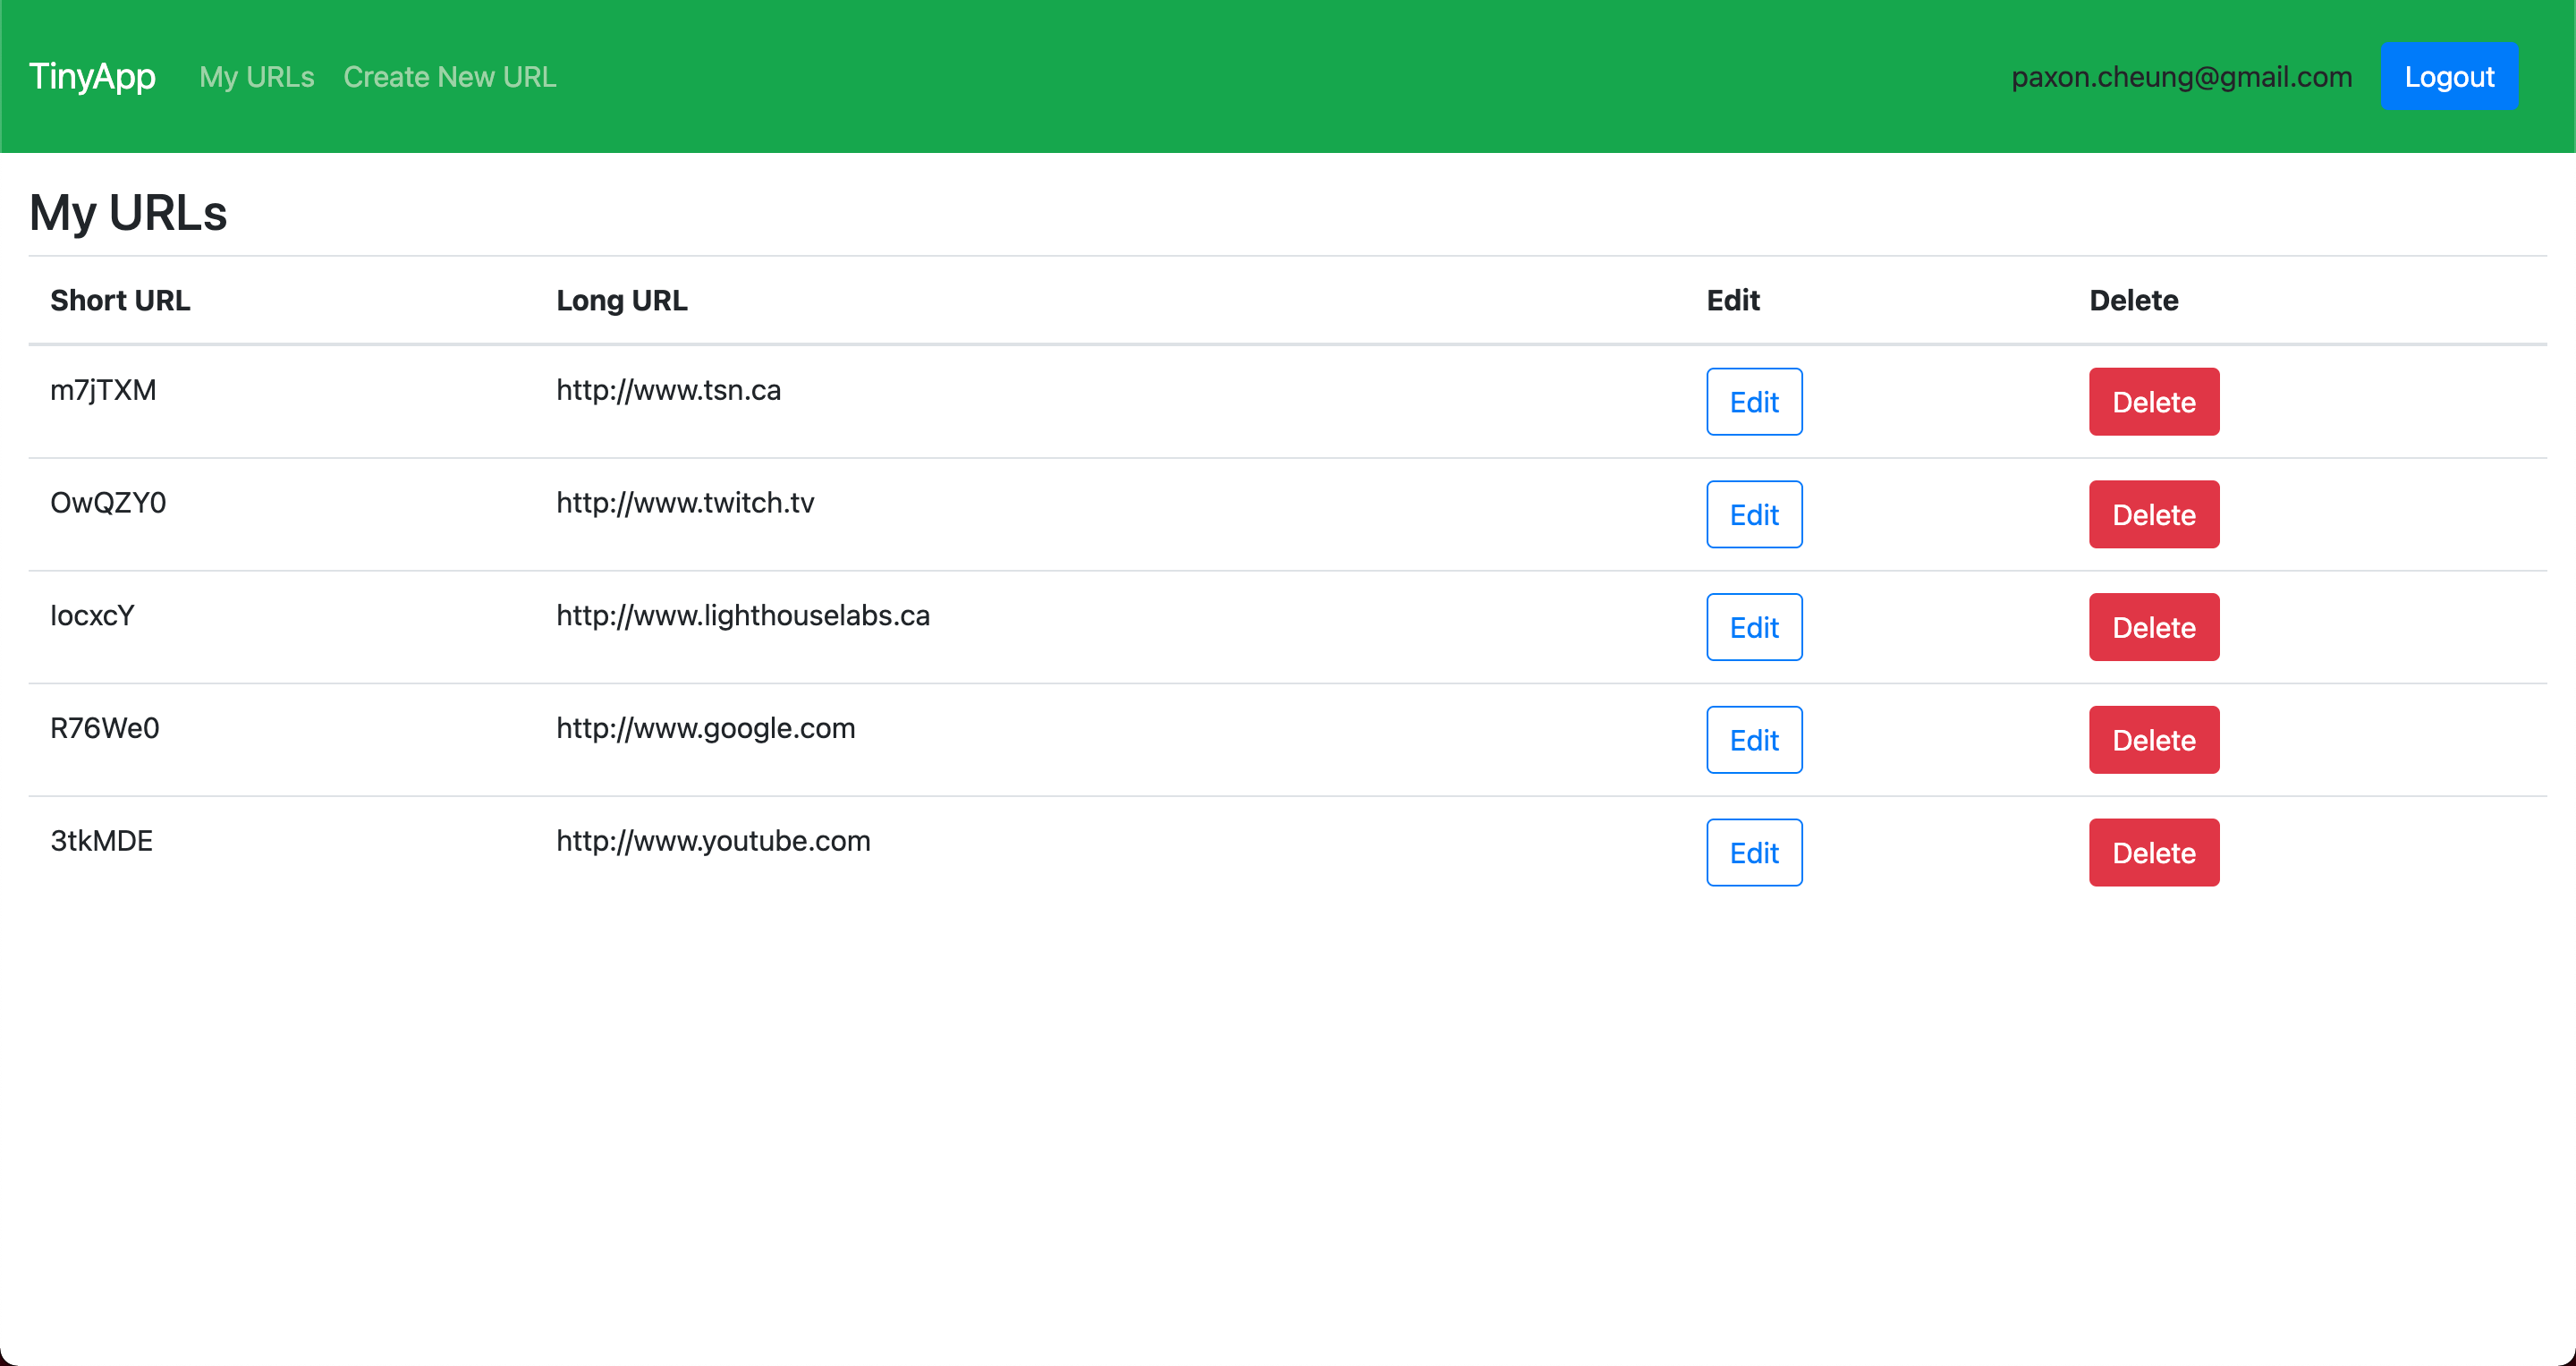 TinyApp My URLs Create New URL paxon.cheung@gmail.com Logout
My URLs
Short URL Long URL Edit Delete
m7jTXM http://www.tsn.ca Edit Delete
OwQZY0 http://www.twitch.tv Edit Delete
IocxcY http://www.lighthouselabs.ca Edit Delete
R76We0 http://www.google.com Edit Delete
3tkMDE http://www.youtube.com Edit Delete